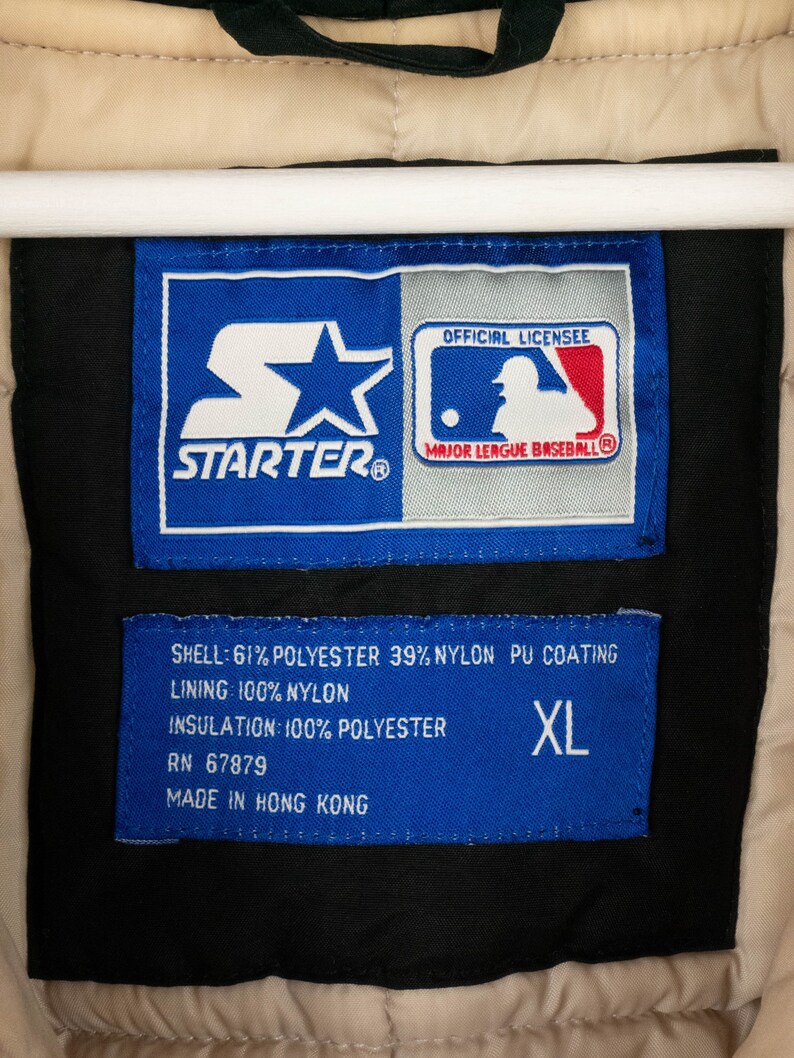 STARTER®
OFFICIAL LICENSEE
MAJOR LEAGUE BASEBALL®
SHELL: 61% POLYESTER 39% NYLON PU COATING
LINING: 100% NYLON
INSULATION: 100% POLYESTER
XL
RN 67879
MADE IN HONG KONG